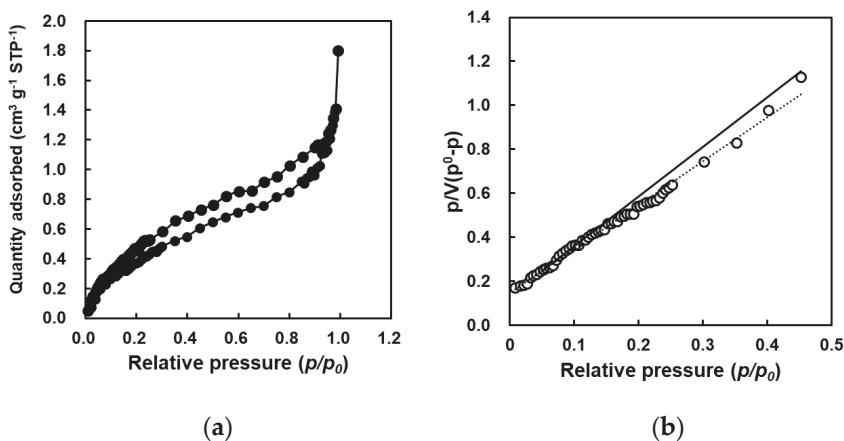 Quantity adsorbed (cm³ g⁻¹ STP⁻¹)
2.0
1.8
1.6
1.4
1.2
1.0
0.8
0.6
0.4
0.2
0.0
0.0 0.2 0.4 0.6 0.8 1.0 1.2
Relative pressure (p/p₀)
(a)
p/V(p⁰-p)
1.4
1.2
1.0
0.8
0.6
0.4
0.2
0.0
0 0.1 0.2 0.3 0.4 0.5
Relative pressure (p/p₀)
(b)